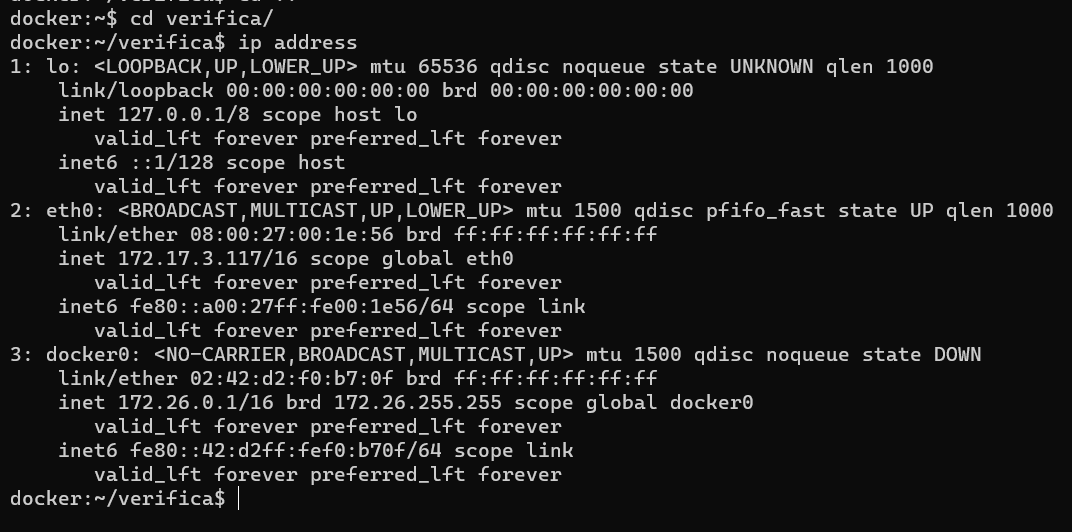 docker:~$ cd verifica/
docker:~/verifica$ ip address
1: lo: <LOOPBACK,UP,LOWER_UP> mtu 65536 qdisc noqueue state UNKNOWN qlen 1000
    link/loopback 00:00:00:00:00:00 brd 00:00:00:00:00:00
    inet 127.0.0.1/8 scope host lo
       valid_lft forever preferred_lft forever
    inet6 ::1/128 scope host
       valid_lft forever preferred_lft forever
2: eth0: <BROADCAST,MULTICAST,UP,LOWER_UP> mtu 1500 qdisc pfifo_fast state UP qlen 1000
    link/ether 08:00:27:00:1e:56 brd ff:ff:ff:ff:ff:ff
    inet 172.17.3.117/16 scope global eth0
       valid_lft forever preferred_lft forever
    inet6 fe80::a00:27ff:fe00:1e56/64 scope link
       valid_lft forever preferred_lft forever
3: docker0: <NO-CARRIER,BROADCAST,MULTICAST,UP> mtu 1500 qdisc noqueue state DOWN
    link/ether 02:42:d2:f0:b7:0f brd ff:ff:ff:ff:ff:ff
    inet 172.26.0.1/16 brd 172.26.255.255 scope global docker0
       valid_lft forever preferred_lft forever
    inet6 fe80::42:d2ff:fef0:b70f/64 scope link
       valid_lft forever preferred_lft forever
docker:~/verifica$